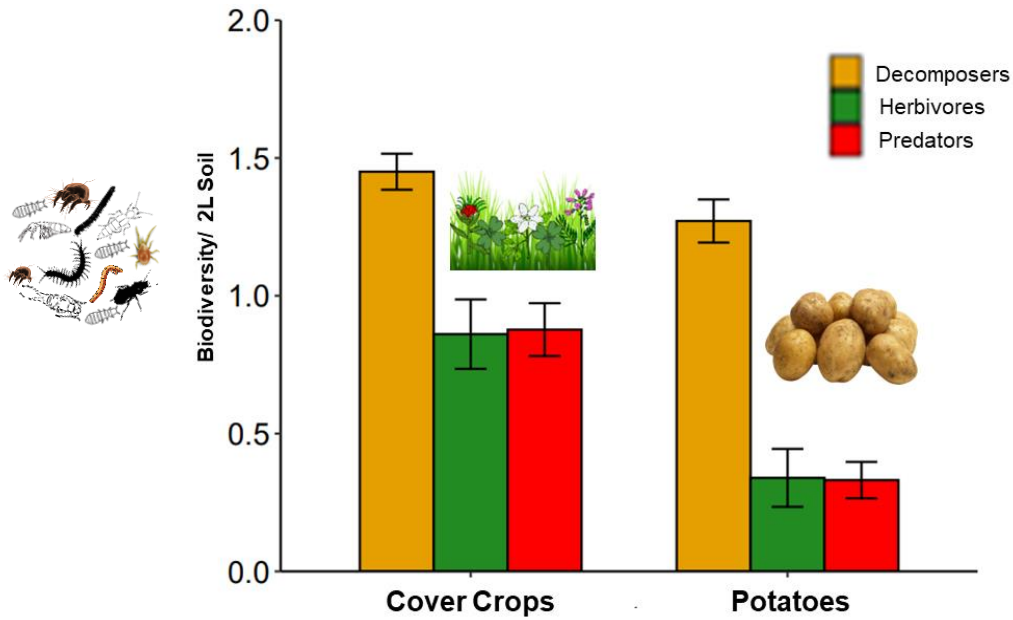 2.0
1.5
1.0
0.5
0.0
Biodiversity/ 2L Soil
Decomposers
Herbivores
Predators
Cover Crops
Potatoes